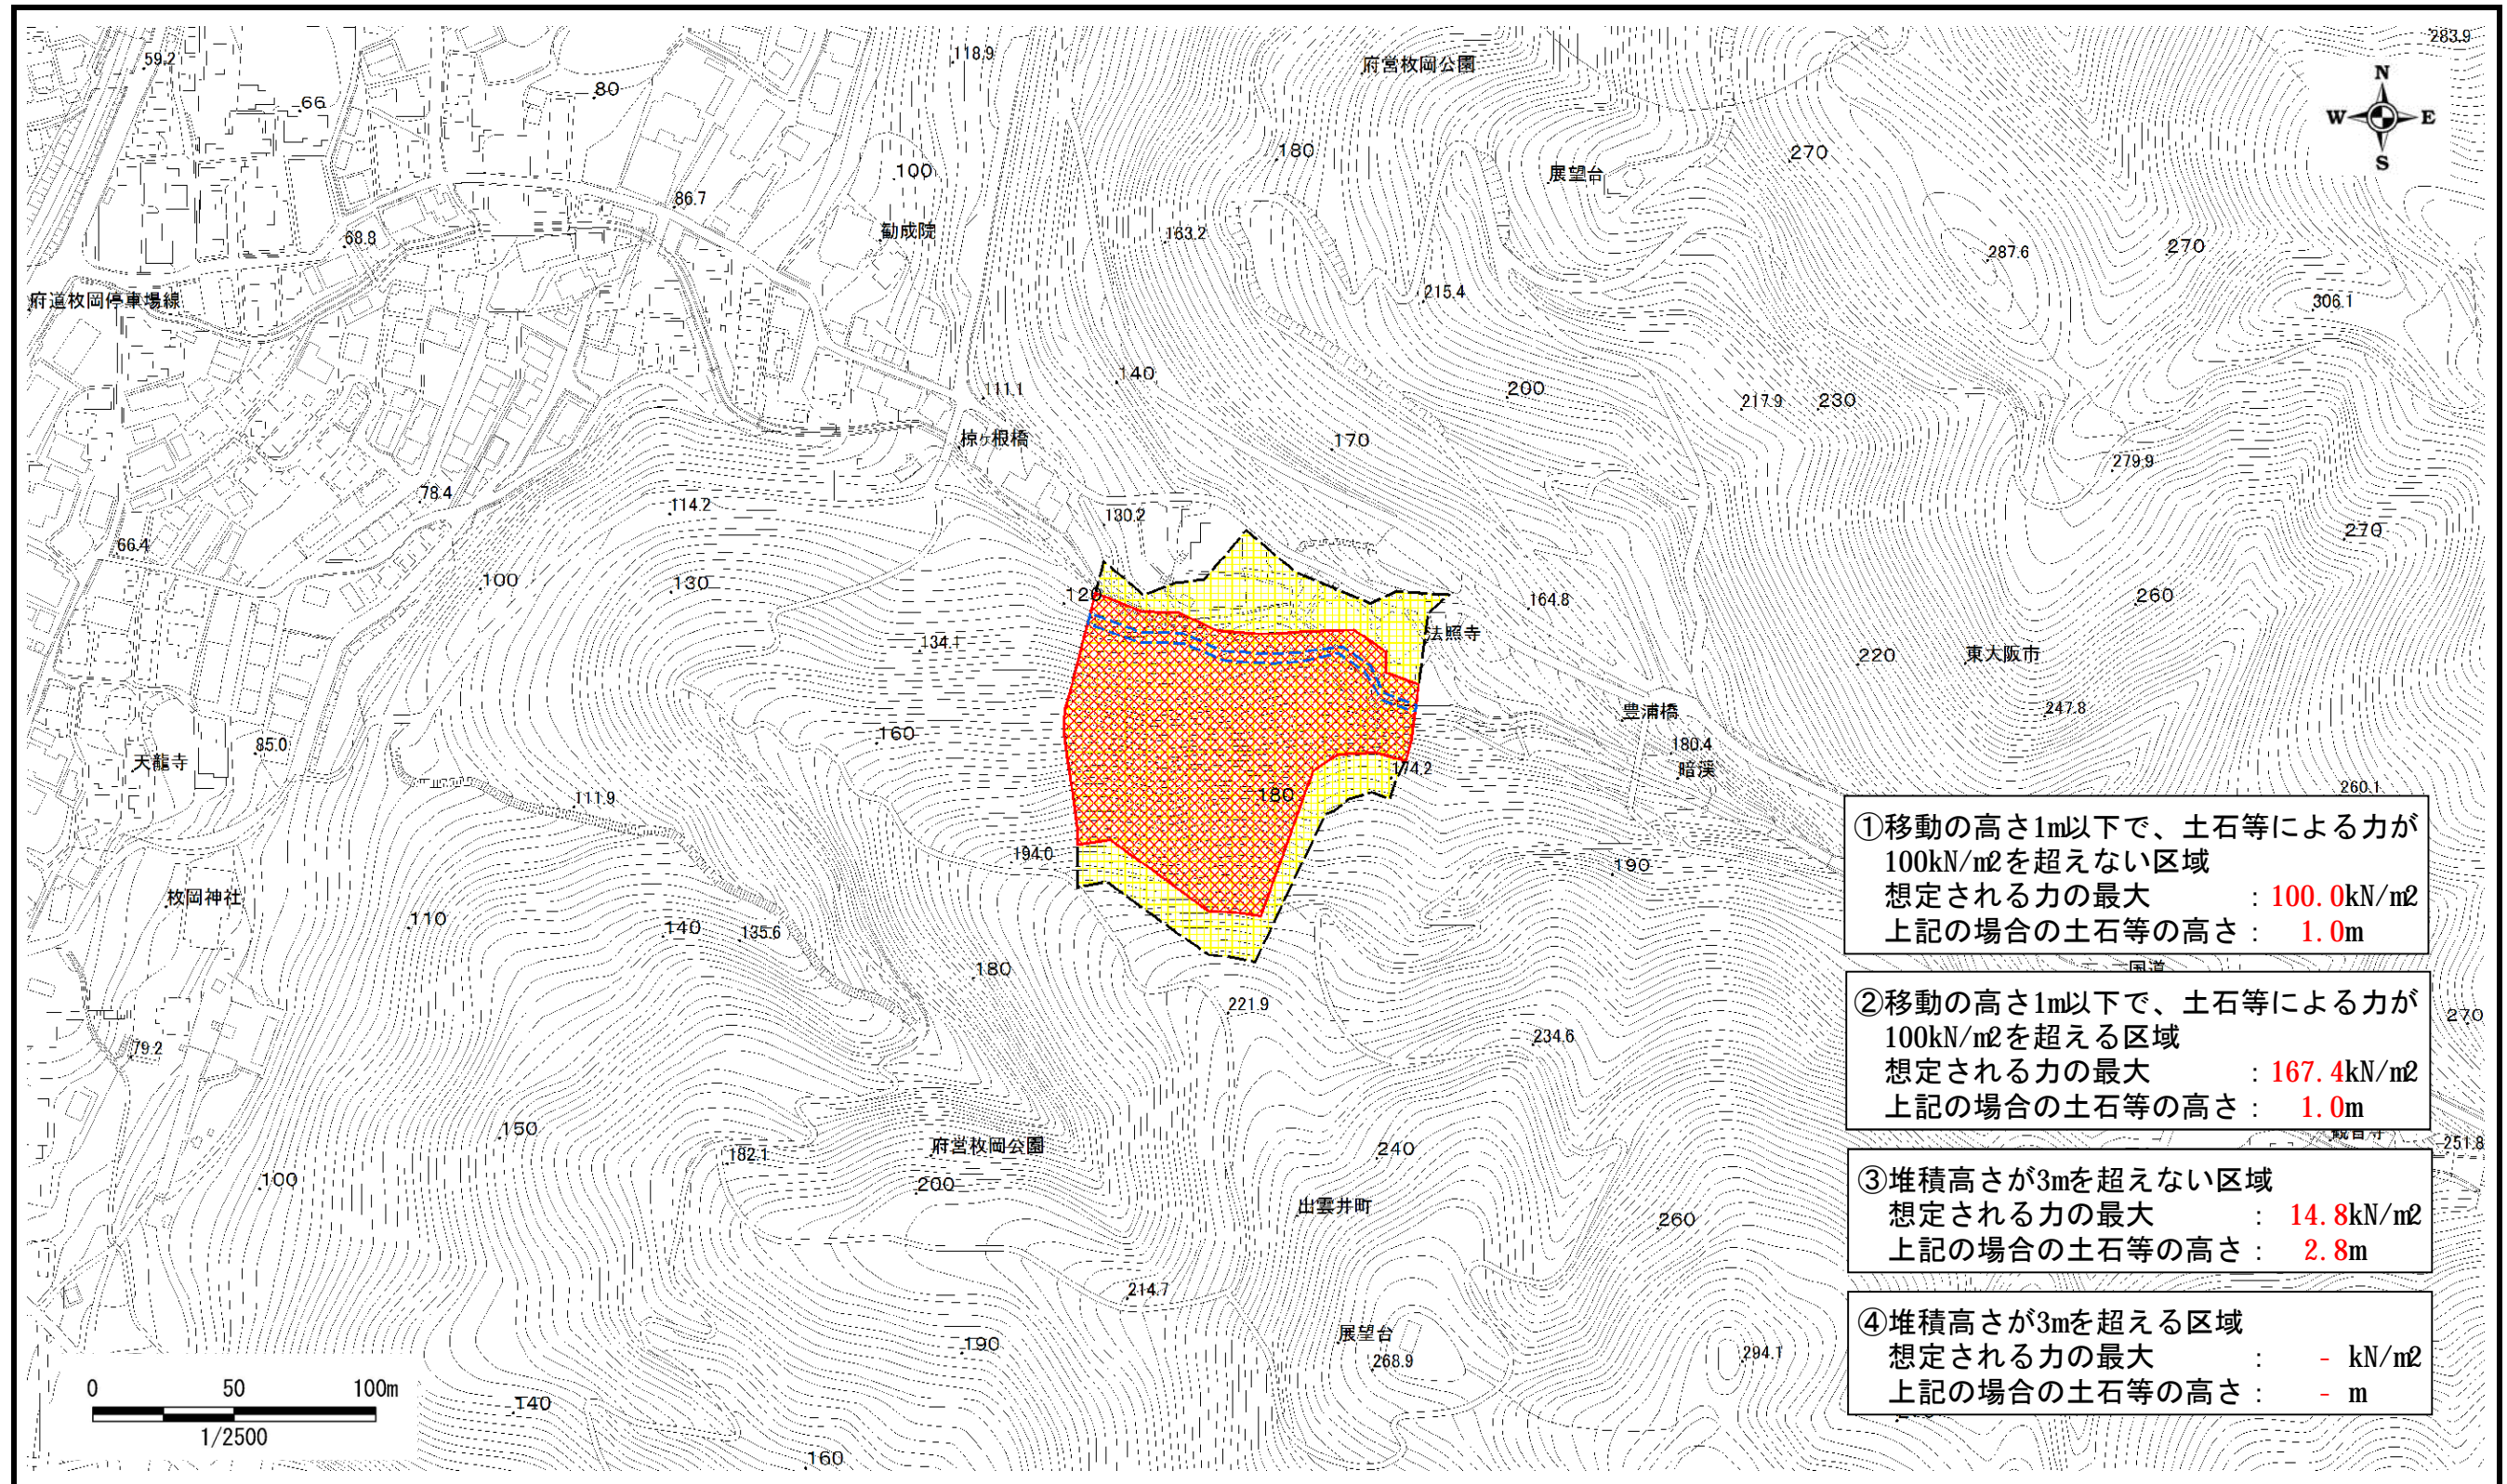 59.2
118.9
府営枚岡公園
283.9
N
66
80
W
E
S
180
270
100
展望台
86.7
勧成院
68.8
163.2
287.6
270
府道枚岡停車場線
215.4
306.1
140
111.1
200
217.9
230
椋ヶ根橋
170
279.9
78.4
114.2
130.2
66.4
270
100
130
120
164.8
260
134.1
法照寺
220
東大阪市
160
豊浦橋
247.8
85.0
180.4
天龍寺
174.2
暗渓
111.9
180
260.1
①移動の高さ1m以下で、土石等による力が
100kN/m2を超えない区域
想定される力の最大 : 100.0kN/m2
上記の場合の土石等の高さ : 1.0m
194.0
190
枚岡神社
110
140
135.6
180
国道
②移動の高さ1m以下で、土石等による力が
100kN/m2を超える区域
想定される力の最大 : 167.4kN/m2
上記の場合の土石等の高さ : 1.0m
221.9
270
79.2
234.6
150
府営枚岡公園
240
251.8
182.1
100
200
③堆積高さが3mを超えない区域
想定される力の最大 : 14.8kN/m2
上記の場合の土石等の高さ : 2.8m
出雲井町
260
214.7
④堆積高さが3mを超える区域
想定される力の最大 : - kN/m2
上記の場合の土石等の高さ : - m
190
展望台
268.9
294.1
0 50 100m
1/2500
140
160